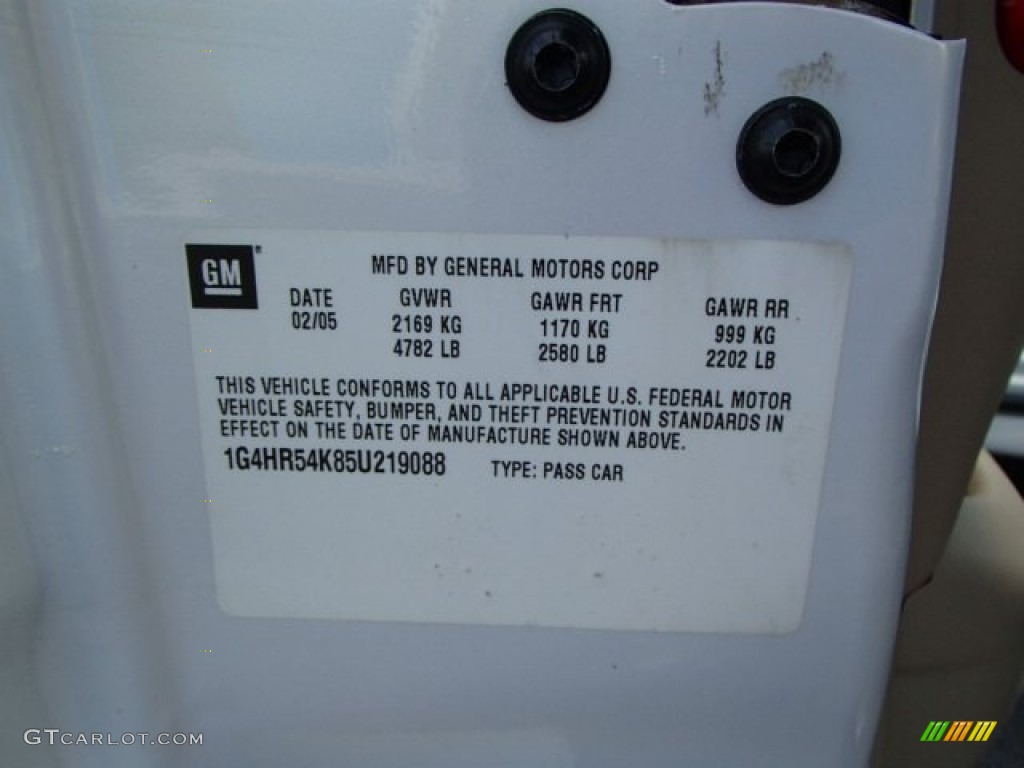 GM
MFD BY GENERAL MOTORS CORP
DATE GVWR GAWR FRT GAWR RR
02/05 2169 KG 1170 KG 999 KG
4782 LB 2580 LB 2202 LB
THIS VEHICLE CONFORMS TO ALL APPLICABLE U.S. FEDERAL MOTOR
VEHICLE SAFETY, BUMPER, AND THEFT PREVENTION STANDARDS IN
EFFECT ON THE DATE OF MANUFACTURE SHOWN ABOVE.
1G4HR54K85U219088 TYPE: PASS CAR
GTCARLOT.COM